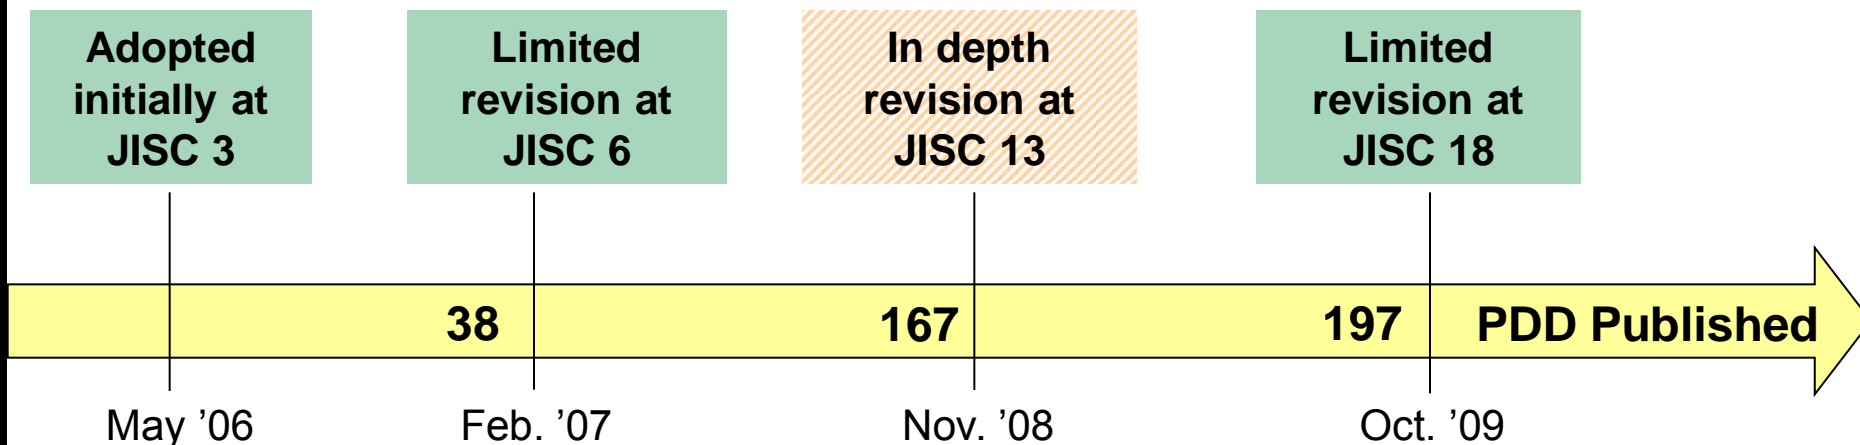 Adopted
initially at
JISC 3
Limited
revision at
JISC 6
In depth
revision at
JISC 13
Limited
revision at
JISC 18
38
167
197
PDD Published
May ’06
Feb. ’07
Nov. ’08
Oct. ’09